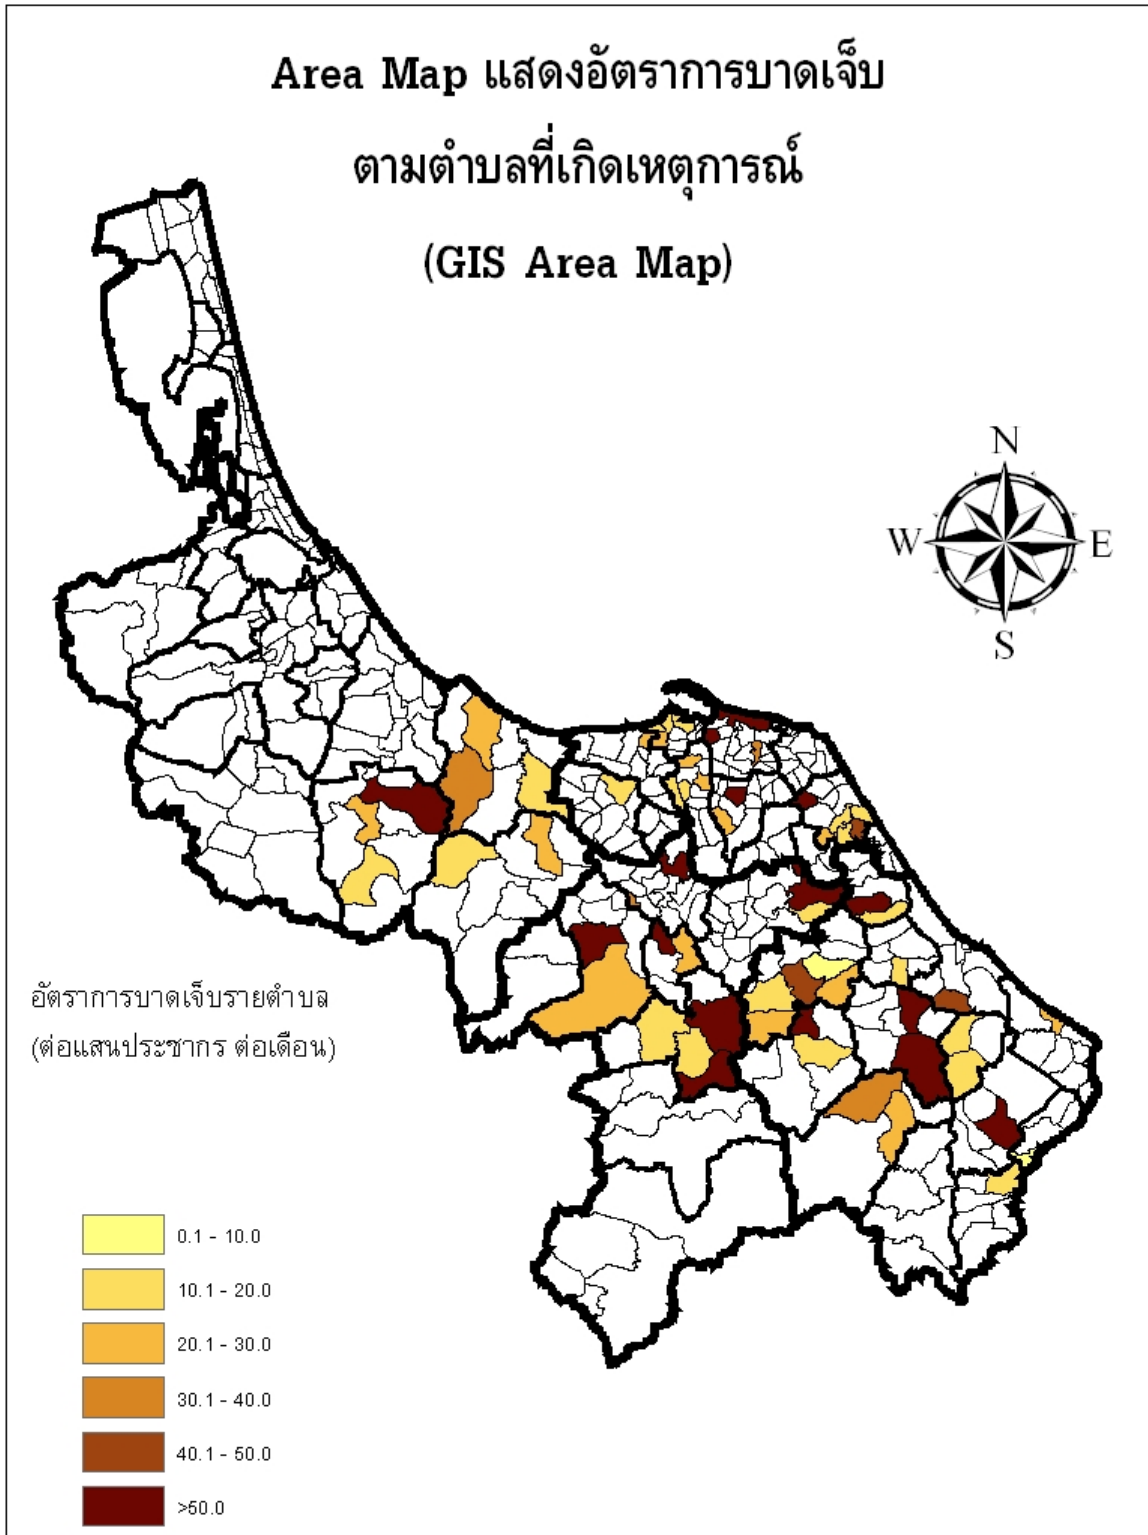 Area Map แสดงอัตราการบาดเจ็บ
ตามตำบลที่เกิดเหตุการณ์
(GIS Area Map)
N
W
E
S
อัตราการบาดเจ็บรายตำบล
(ต่อแสนประชากร ต่อเดือน)
0.1 - 10.0
10.1 - 20.0
20.1 - 30.0
30.1 - 40.0
40.1 - 50.0
>50.0